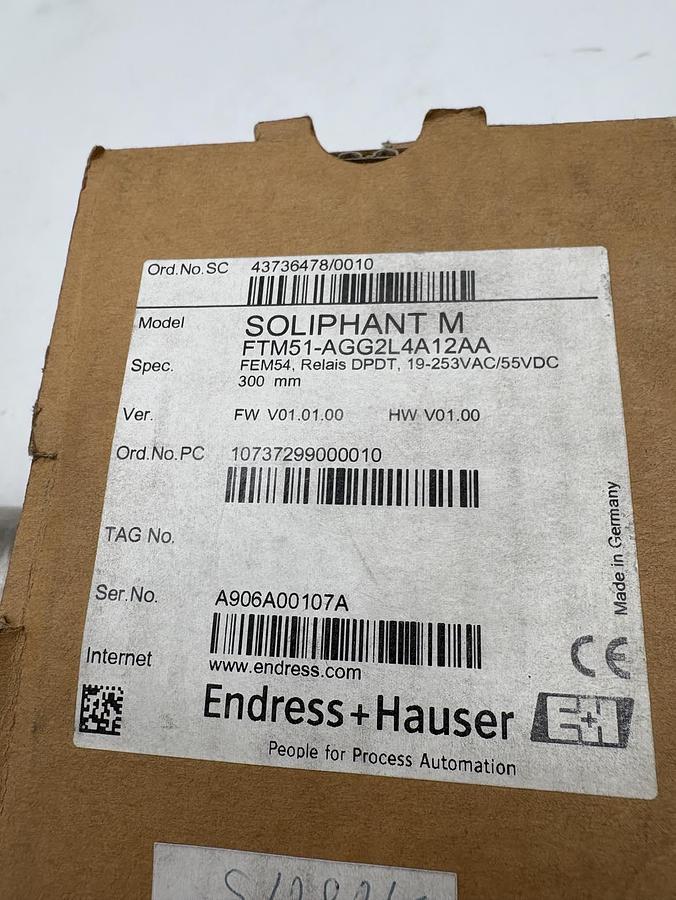 Ord.No.SC 43736478/0010
Model SOLIPHANT M
FTM51-AGG2L4A12AA
Spec. FEM54, Relais DPDT, 19-253VAC/55VDC
300 mm
Ver. FW V01.01.00 HW V01.00
Ord.No.PC 10737299000010
TAG No.
Ser.No. A906A00107A
Made in Germany
CE
Internet www.endress.com
Endress+Hauser E+H
People for Process Automation